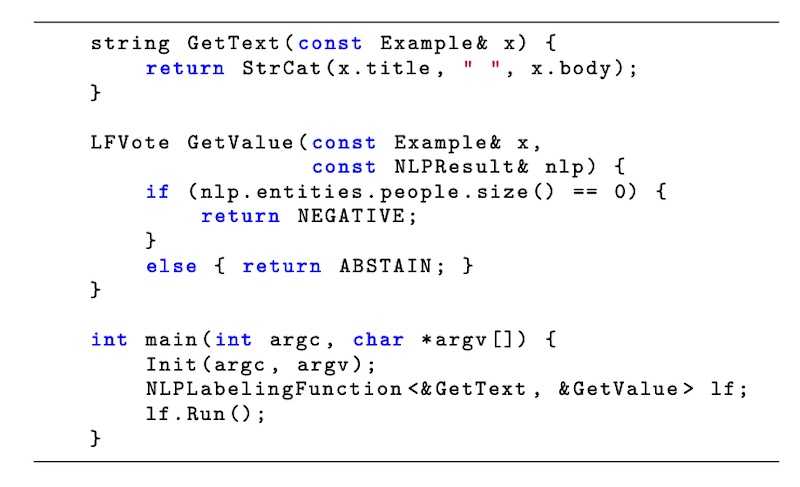 string GetText(const Example& x) {
    return StrCat(x.title, " ", x.body);
}

LFVote GetValue(const Example& x,
                const NLPResult& nlp) {
    if (nlp.entities.people.size() == 0) {
        return NEGATIVE;
    }
    else { return ABSTAIN; }
}

int main(int argc, char *argv[]) {
    Init(argc, argv);
    NLPLabelingFunction<&GetText, &GetValue> lf;
    lf.Run();
}